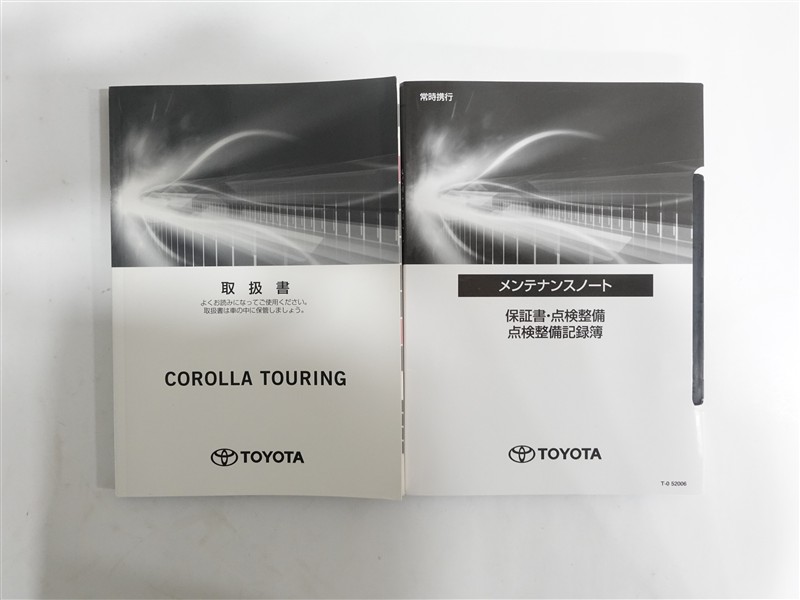 取扱書
よくお読みになってご使用ください。
取扱書は車の中に保管しましょう。
COROLLA TOURING
TOYOTA
常時携行
メンテナンスノート
保証書・点検整備
点検整備記録簿
TOYOTA
T-0 52006